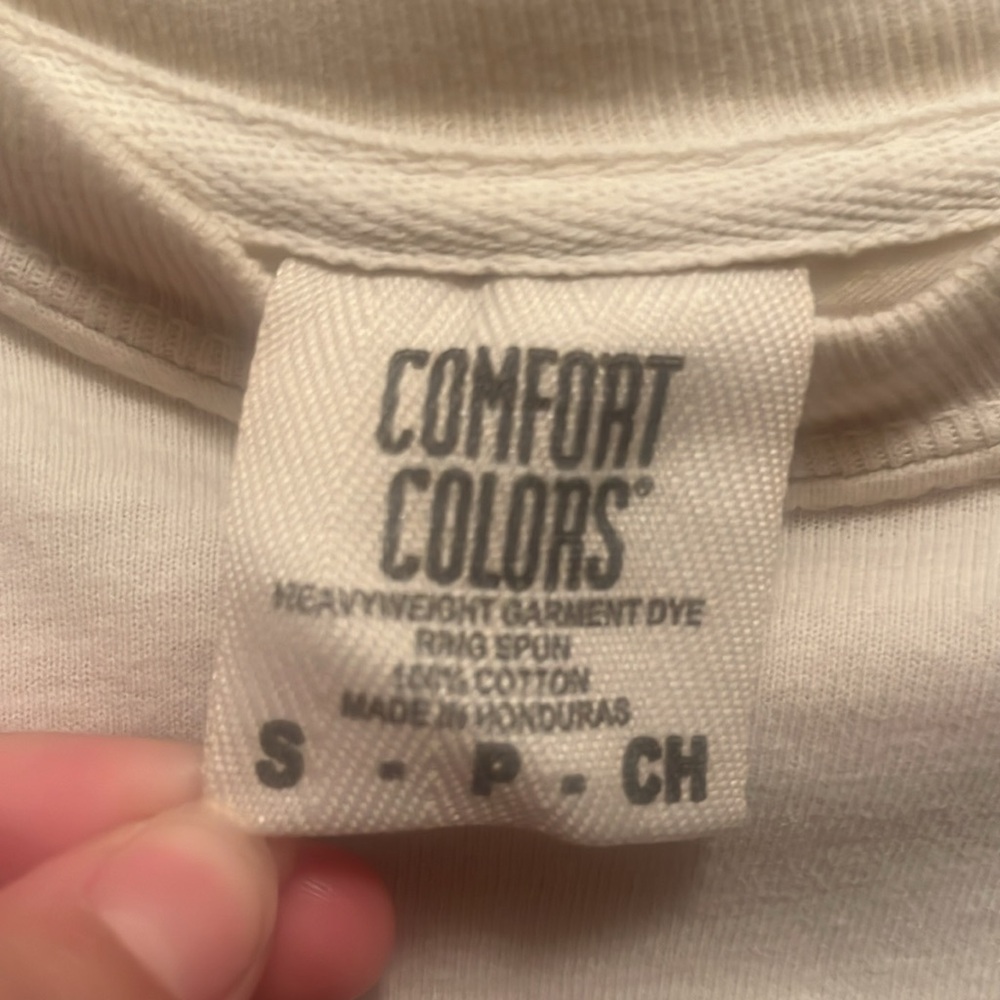 COMFORT
COLORS®
HEAVYWEIGHT GARMENT DYE
RING SPUN
100% COTTON
MADE IN HONDURAS
S - P - CH